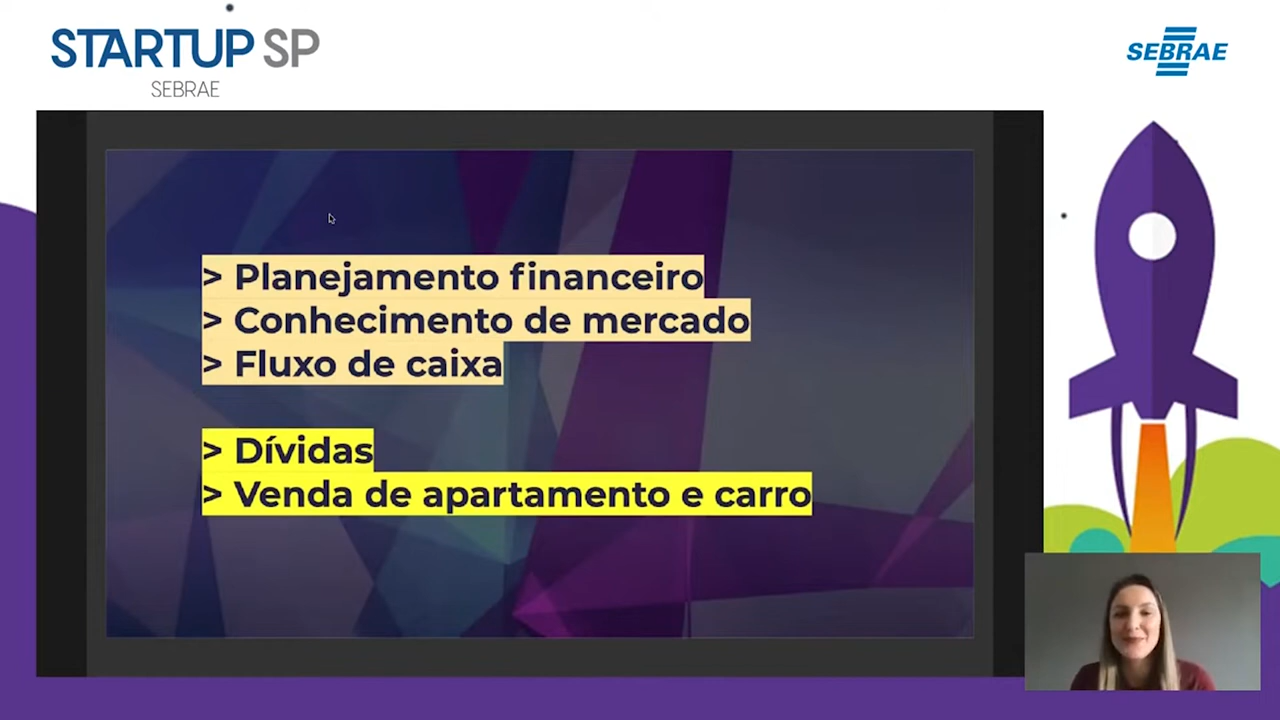 STARTUP SP
SEBRAE
SEBRAE
> Planejamento financeiro
> Conhecimento de mercado
> Fluxo de caixa
> Dívidas
> Venda de apartamento e carro